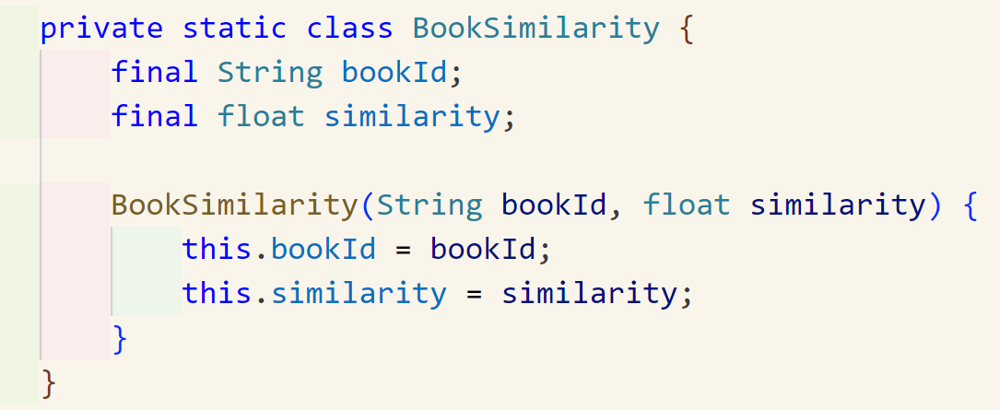 private static class BookSimilarity {
    final String bookId;
    final float similarity;

    BookSimilarity(String bookId, float similarity) {
        this.bookId = bookId;
        this.similarity = similarity;
    }
}